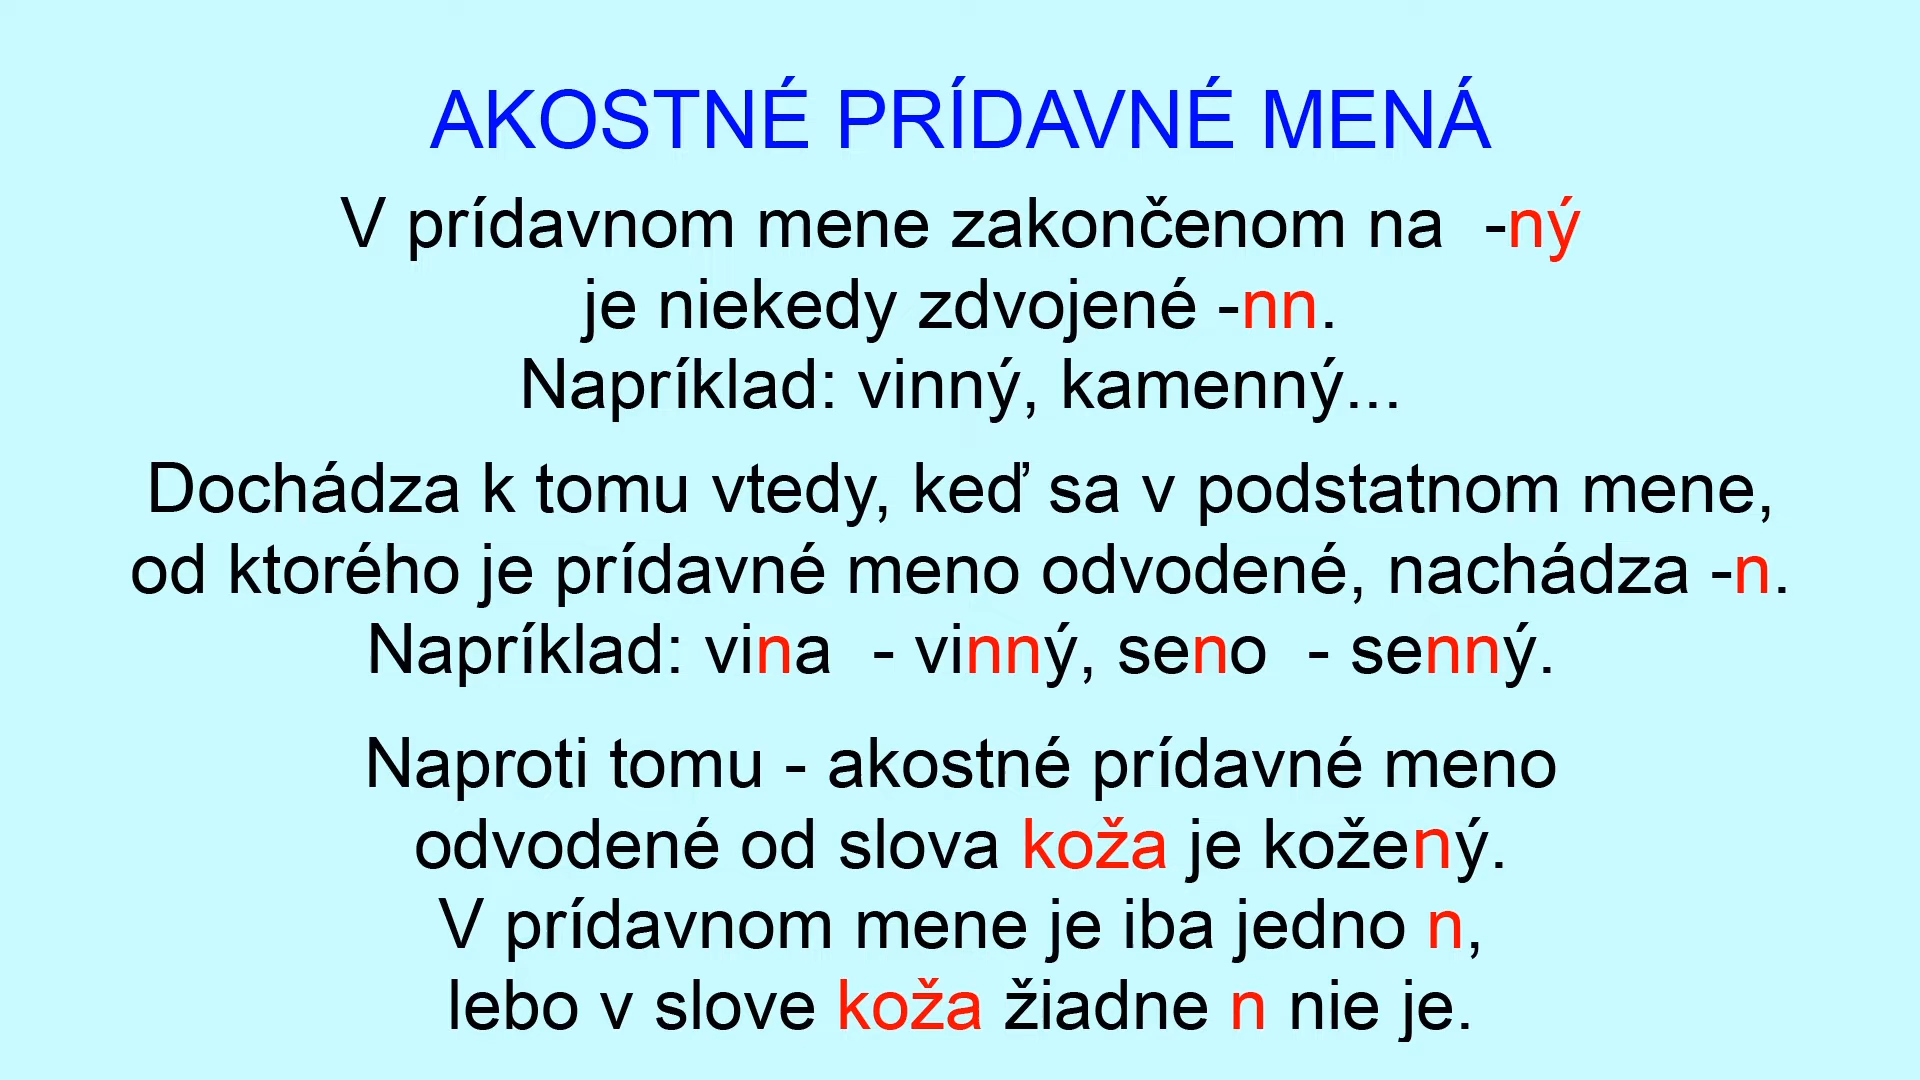 AKOSTNÉ PRÍDAVNÉ MENÁ
V prídavnom mene zakončenom na -ný
je niekedy zdvojené -nn.
Napríklad: vinný, kamenný...
Dochádza k tomu vtedy, keď sa v podstatnom mene,
od ktorého je prídavné meno odvodené, nachádza -n.
Napríklad: vina - vinný, seno - senný.
Naproti tomu - akostné prídavné meno
odvodené od slova koža je kožený.
V prídavnom mene je iba jedno n,
lebo v slove koža žiadne n nie je.